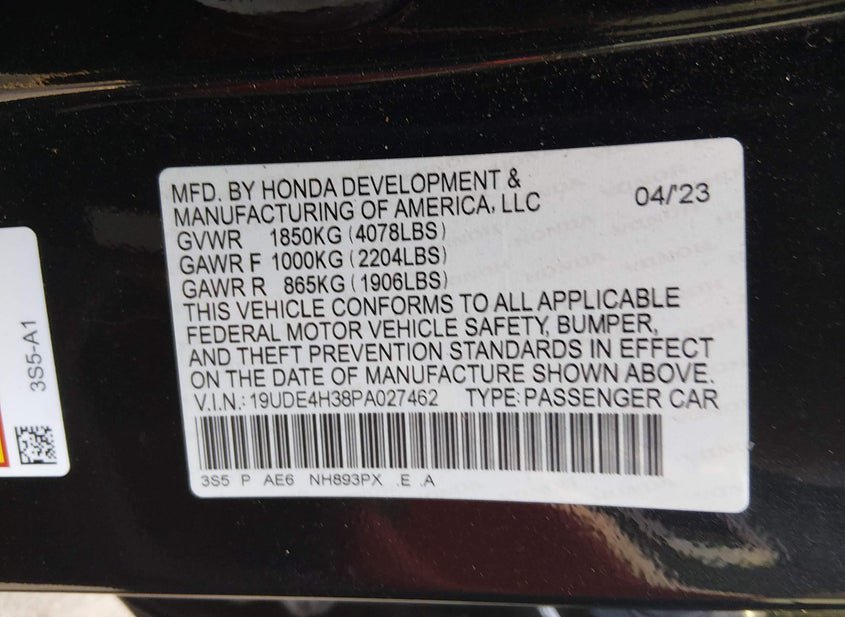 MFD. BY HONDA DEVELOPMENT &
MANUFACTURING OF AMERICA, LLC
04/'23
GVWR 1850KG (4078LBS)
GAWR F 1000KG (2204LBS)
GAWR R 865KG (1906LBS)
THIS VEHICLE CONFORMS TO ALL APPLICABLE
FEDERAL MOTOR VEHICLE SAFETY, BUMPER,
AND THEFT PREVENTION STANDARDS IN EFFECT
ON THE DATE OF MANUFACTURE SHOWN ABOVE.
V.I.N.: 19UDE4H38PA027462 TYPE: PASSENGER CAR
3S5 P AE6 NH893PX .E .A
3S5-A1